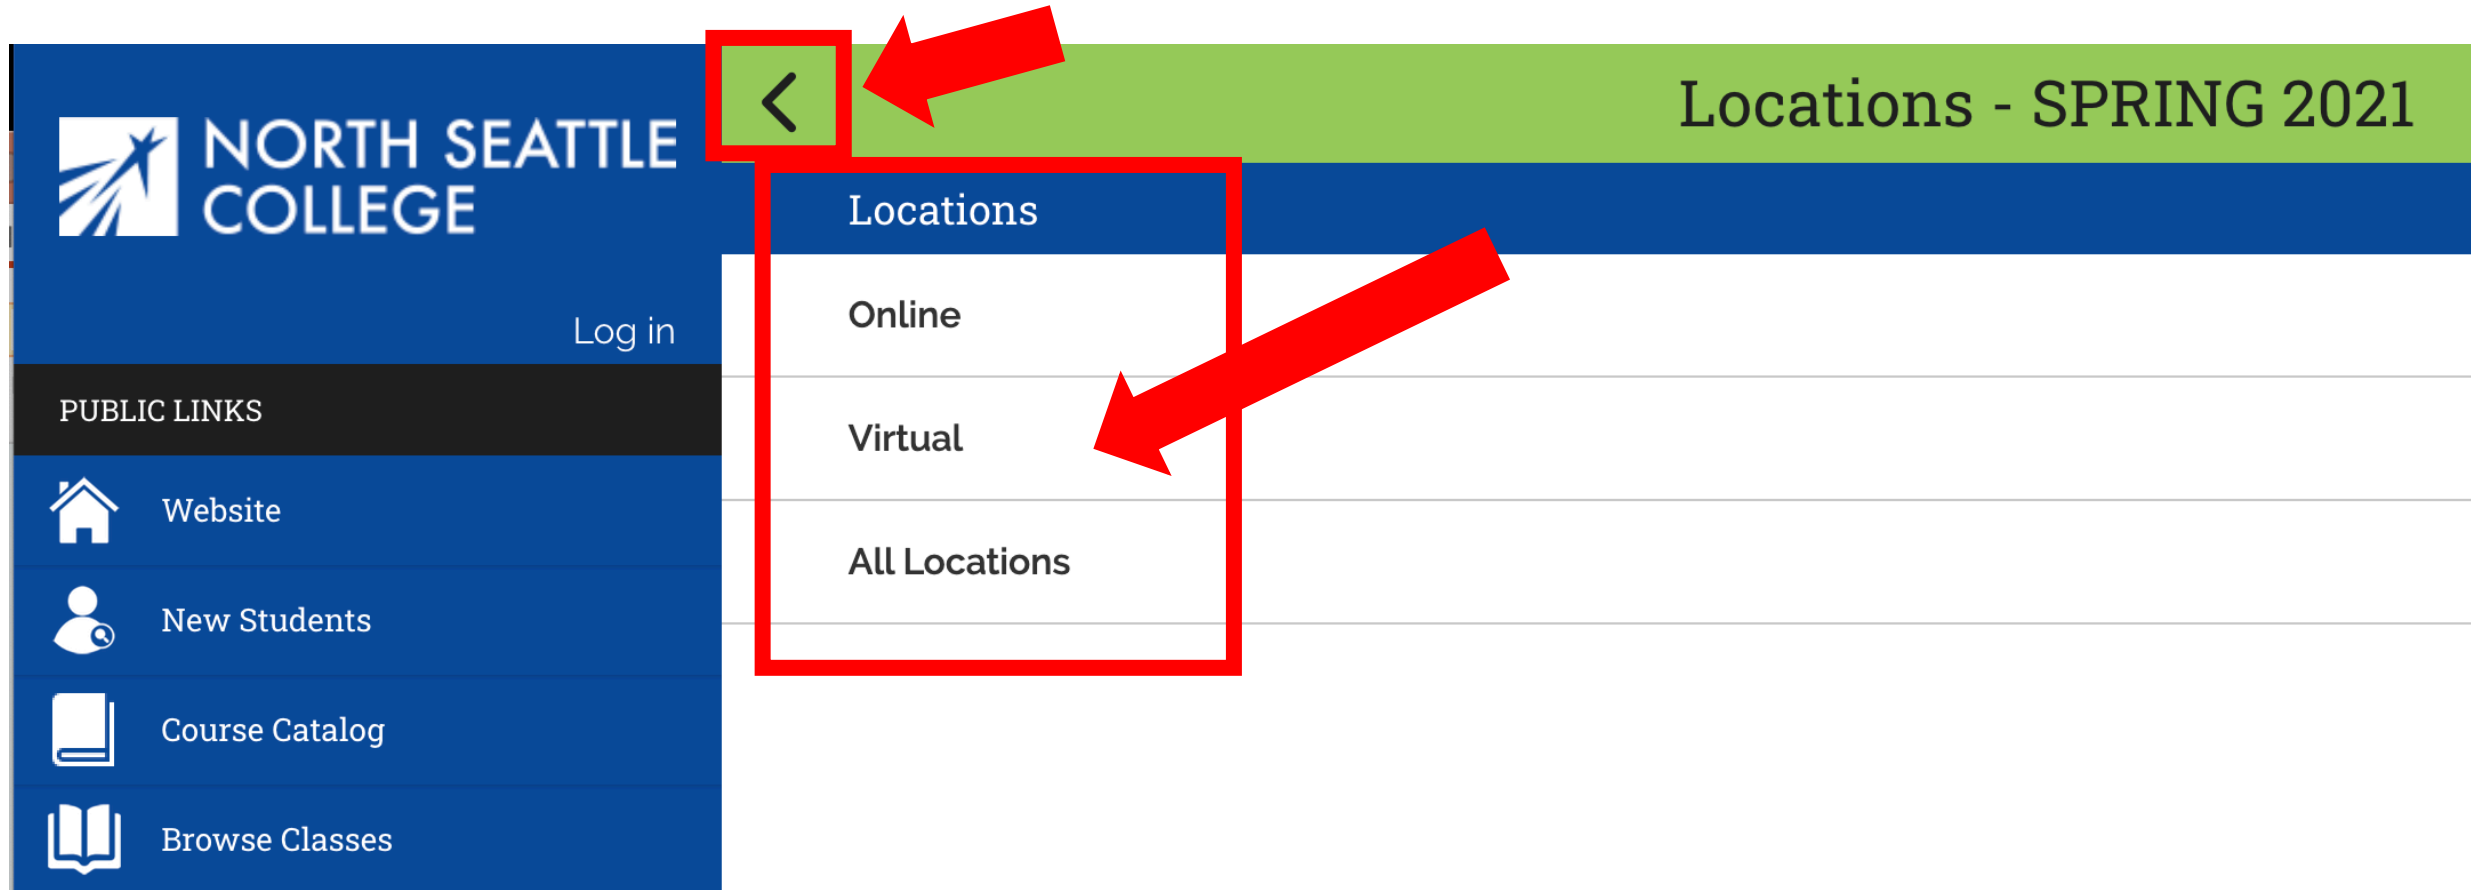 NORTH SEATTLE
COLLEGE
Log in
PUBLIC LINKS
Website
New Students
Course Catalog
Browse Classes
Locations - SPRING 2021
Locations
Online
Virtual
All Locations